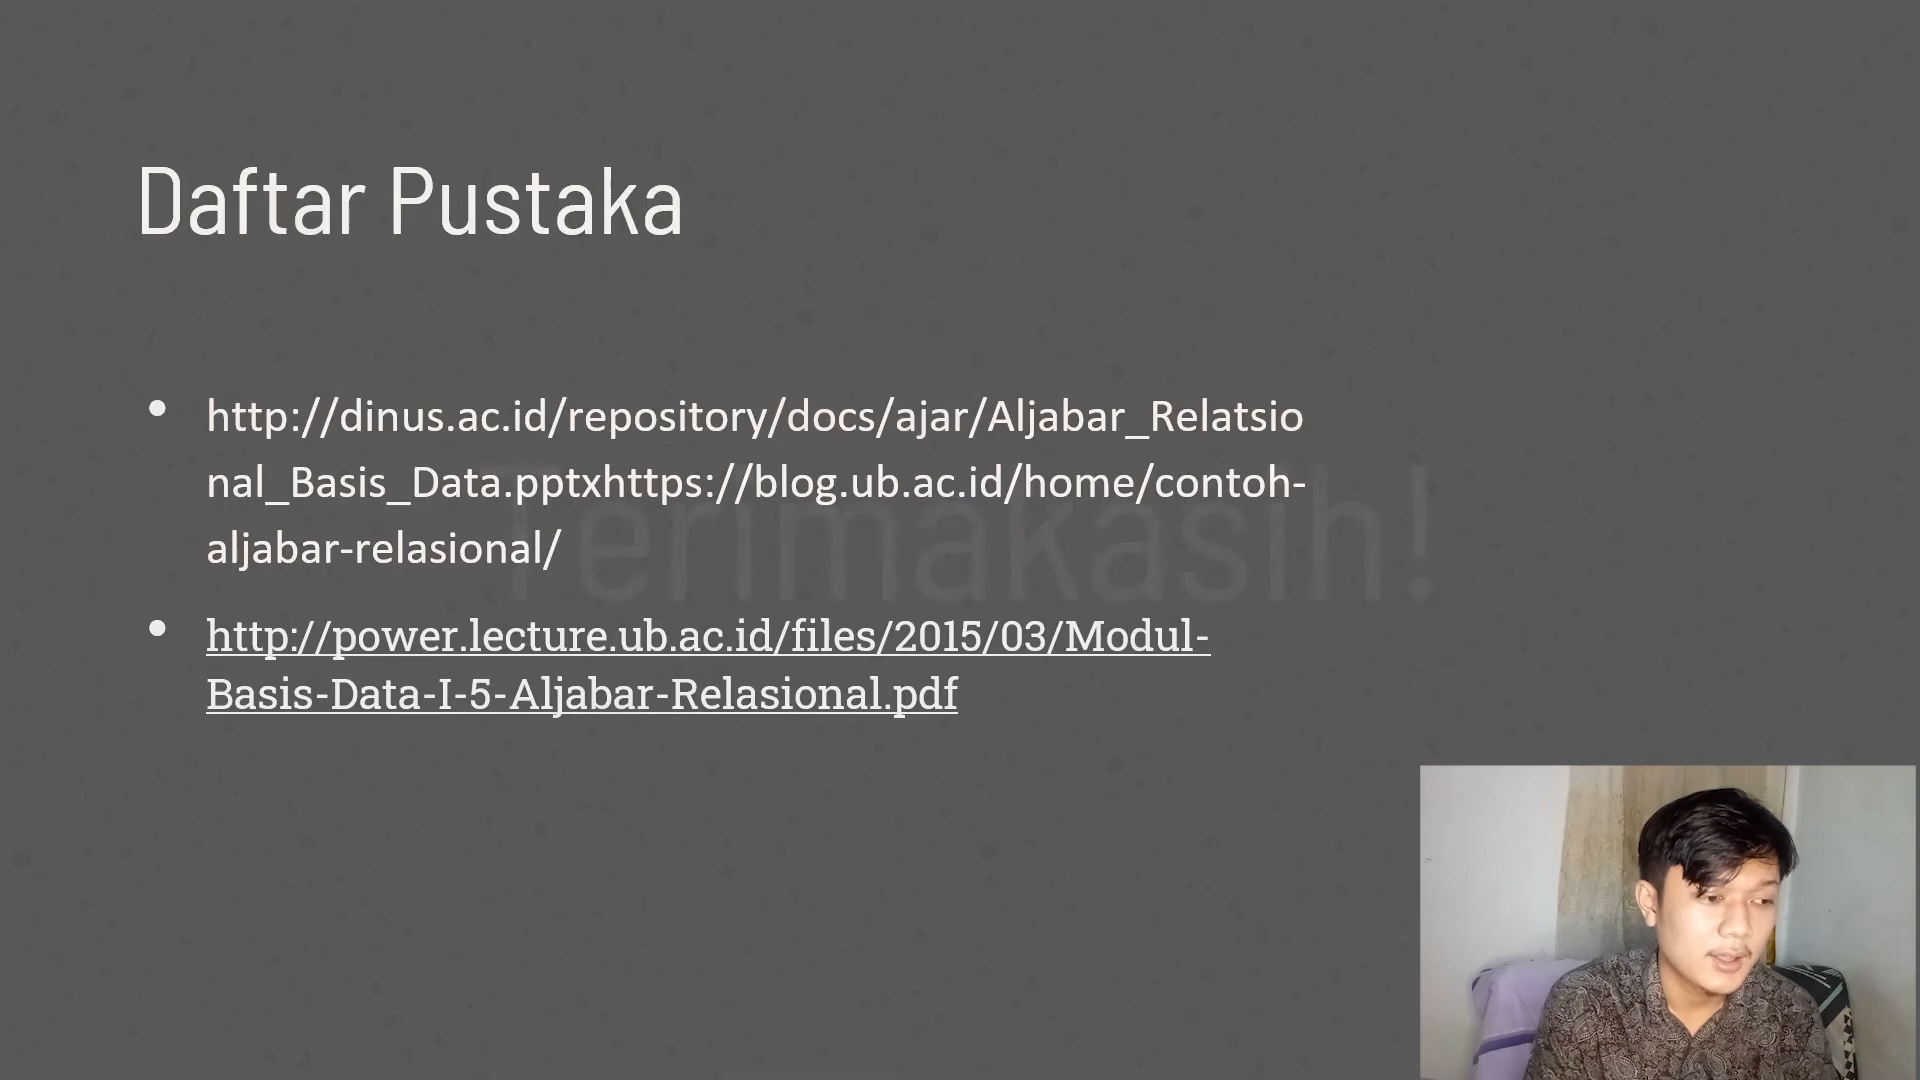 Daftar Pustaka
http://dinus.ac.id/repository/docs/ajar/Aljabar_Relatsio
nal_Basis_Data.pptxhttps://blog.ub.ac.id/home/contoh-
aljabar-relasional/
Terimakasih!
http://power.lecture.ub.ac.id/files/2015/03/Modul-
Basis-Data-I-5-Aljabar-Relasional.pdf